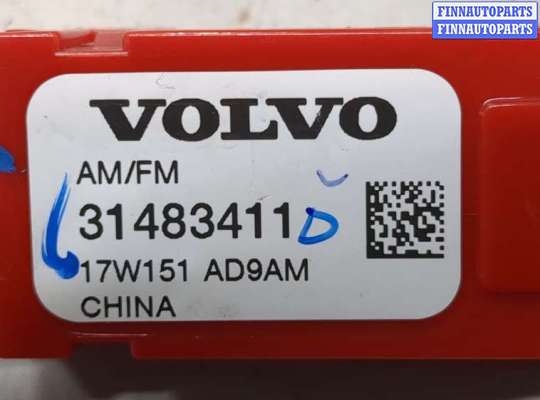 FINNAUTOPARTS
FINNAUTOPARTS
VOLVO
AM/FM
31483411 D
17W151 AD9AM
CHINA